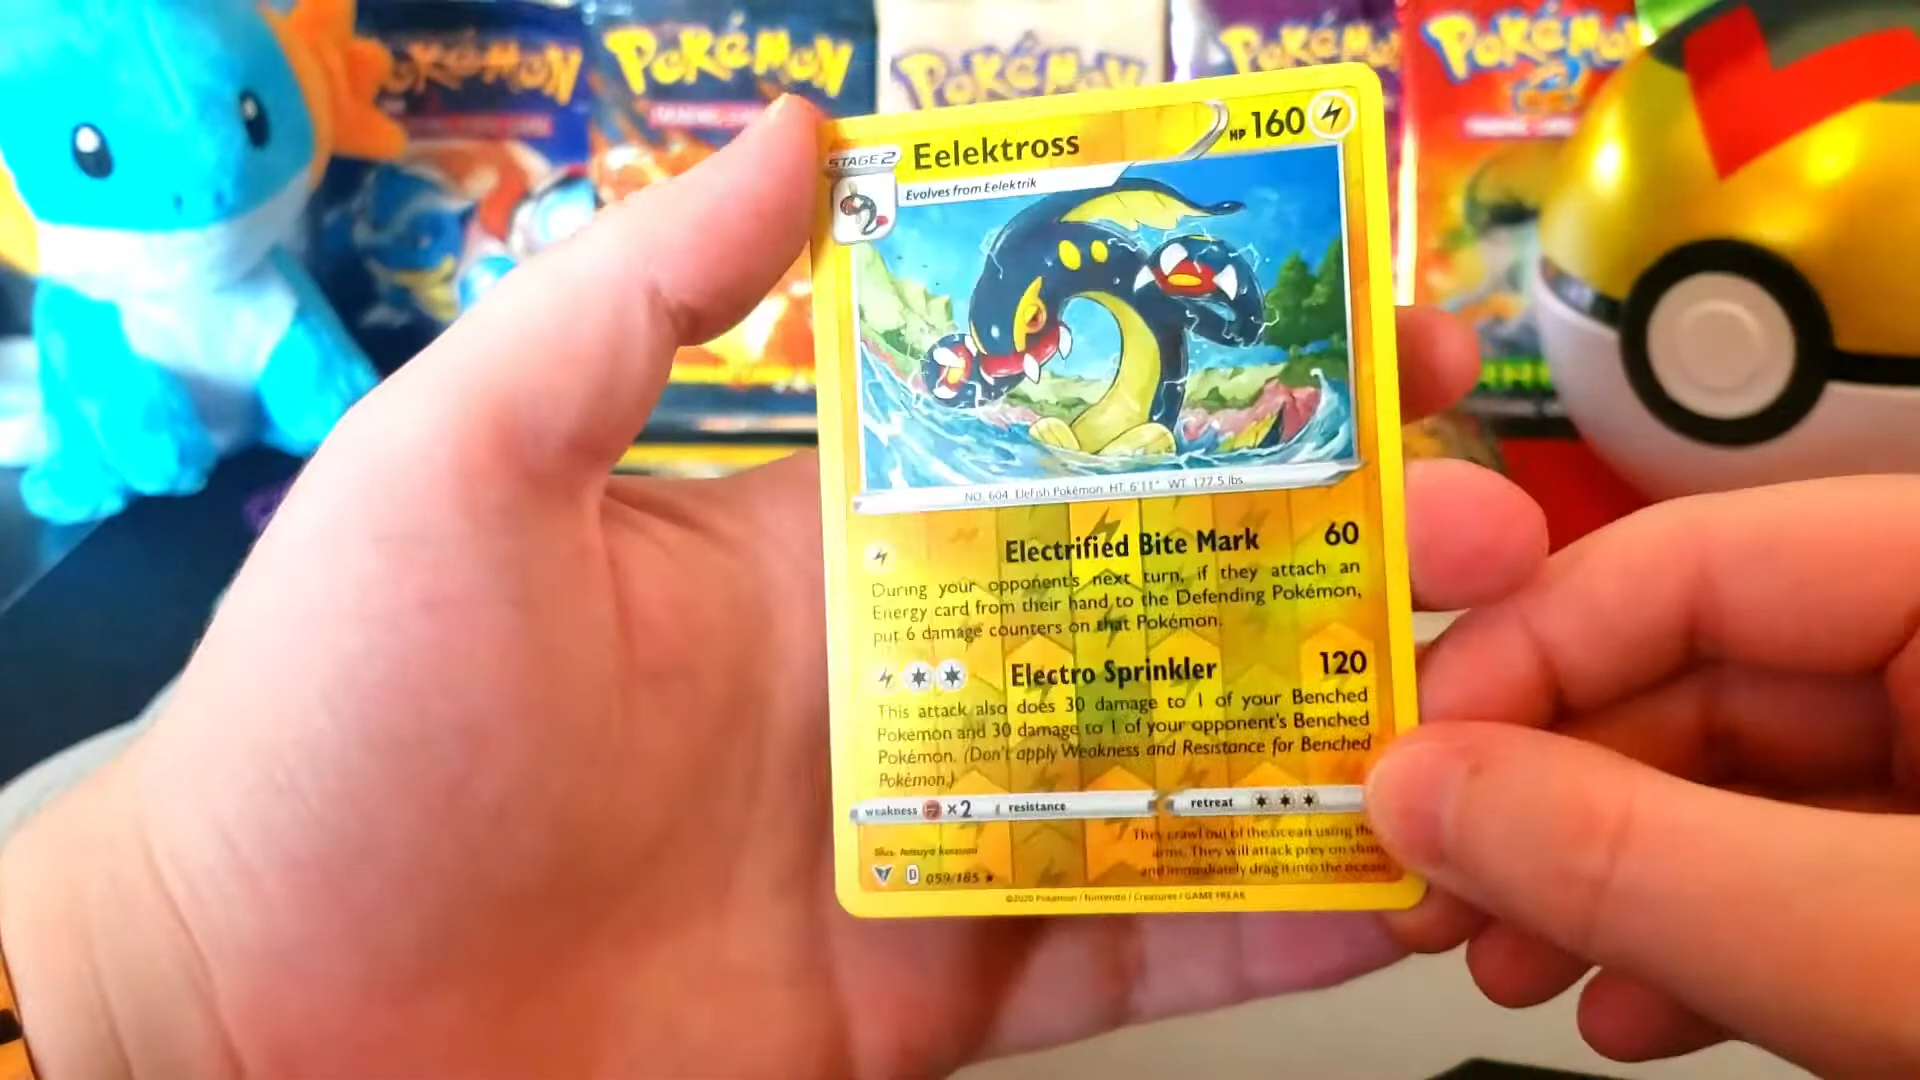 Pokémon
Pokémon
Pokémon
Pokémon
Pokémon
STAGE 2
Eelektross
HP 160
Evolves from Eelektrik
NO. 604 EleFish Pokémon HT. 6'11" WT. 177.5 lbs.
Electrified Bite Mark 60
During your opponent's next turn, if they attach an
Energy card from their hand to the Defending Pokémon,
put 6 damage counters on that Pokémon.
Electro Sprinkler 120
This attack also does 30 damage to 1 of your Benched
Pokémon and 30 damage to 1 of your opponent's Benched
Pokémon. (Don't apply Weakness and Resistance for Benched
Pokémon.)
weakness ×2 resistance retreat
They crawl out of the ocean using
arms. They will attack prey on
and immediately drag it into the ocean
Illus.
D 059/185 ★
©2020 Pokémon / Nintendo / Creatures / GAME FREAK